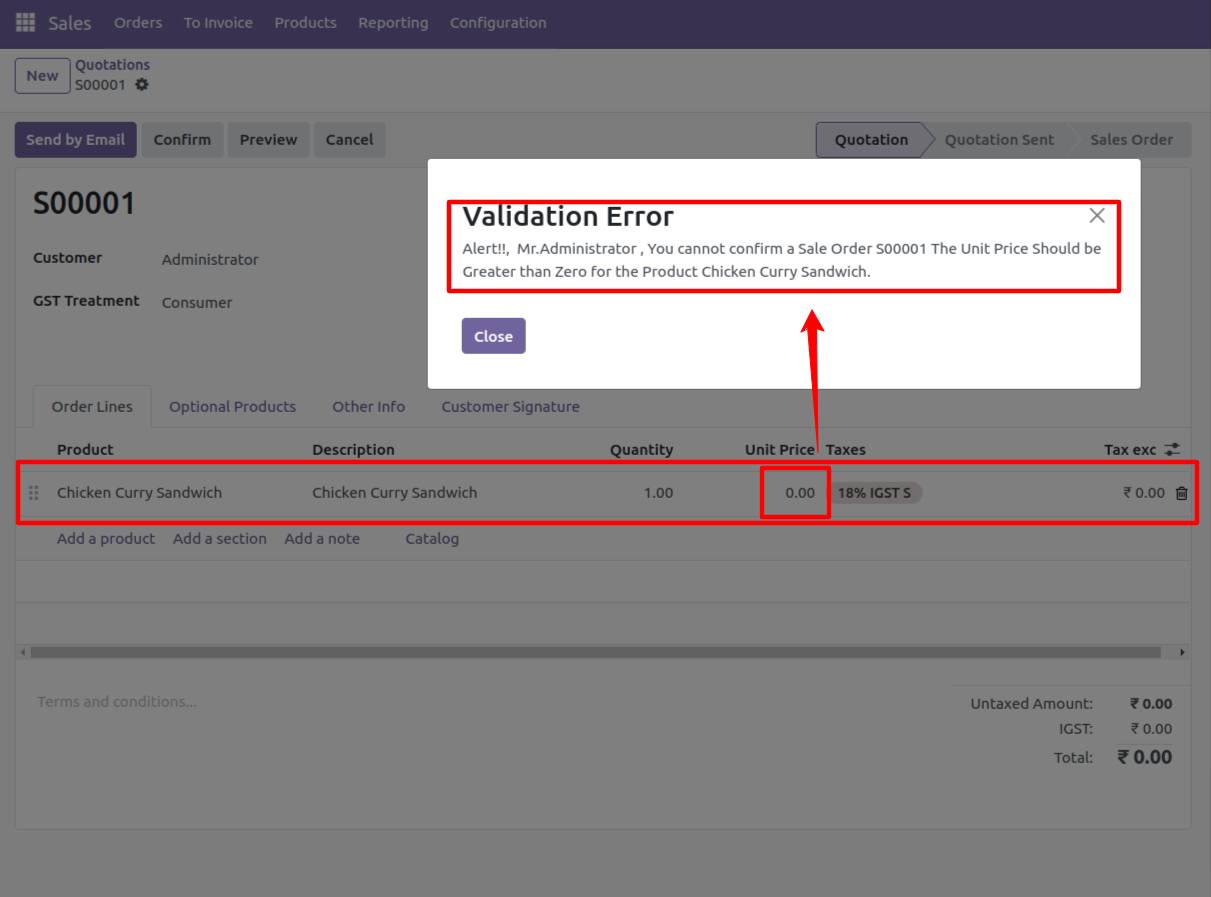 Sales Orders To Invoice Products Reporting Configuration
New Quotations
S00001
Send by Email Confirm Preview Cancel Quotation Quotation Sent Sales Order
S00001
Validation Error
Alert!!, Mr.Administrator , You cannot confirm a Sale Order S00001 The Unit Price Should be
Greater than Zero for the Product Chicken Curry Sandwich.
Close
Customer Administrator
GST Treatment Consumer
Order Lines Optional Products Other Info Customer Signature
Product Description Quantity Unit Price Taxes Tax exc
Chicken Curry Sandwich Chicken Curry Sandwich 1.00 0.00 18% IGST S ₹ 0.00
Add a product Add a section Add a note Catalog
Terms and conditions...
Untaxed Amount: ₹ 0.00
IGST: ₹ 0.00
Total: ₹ 0.00